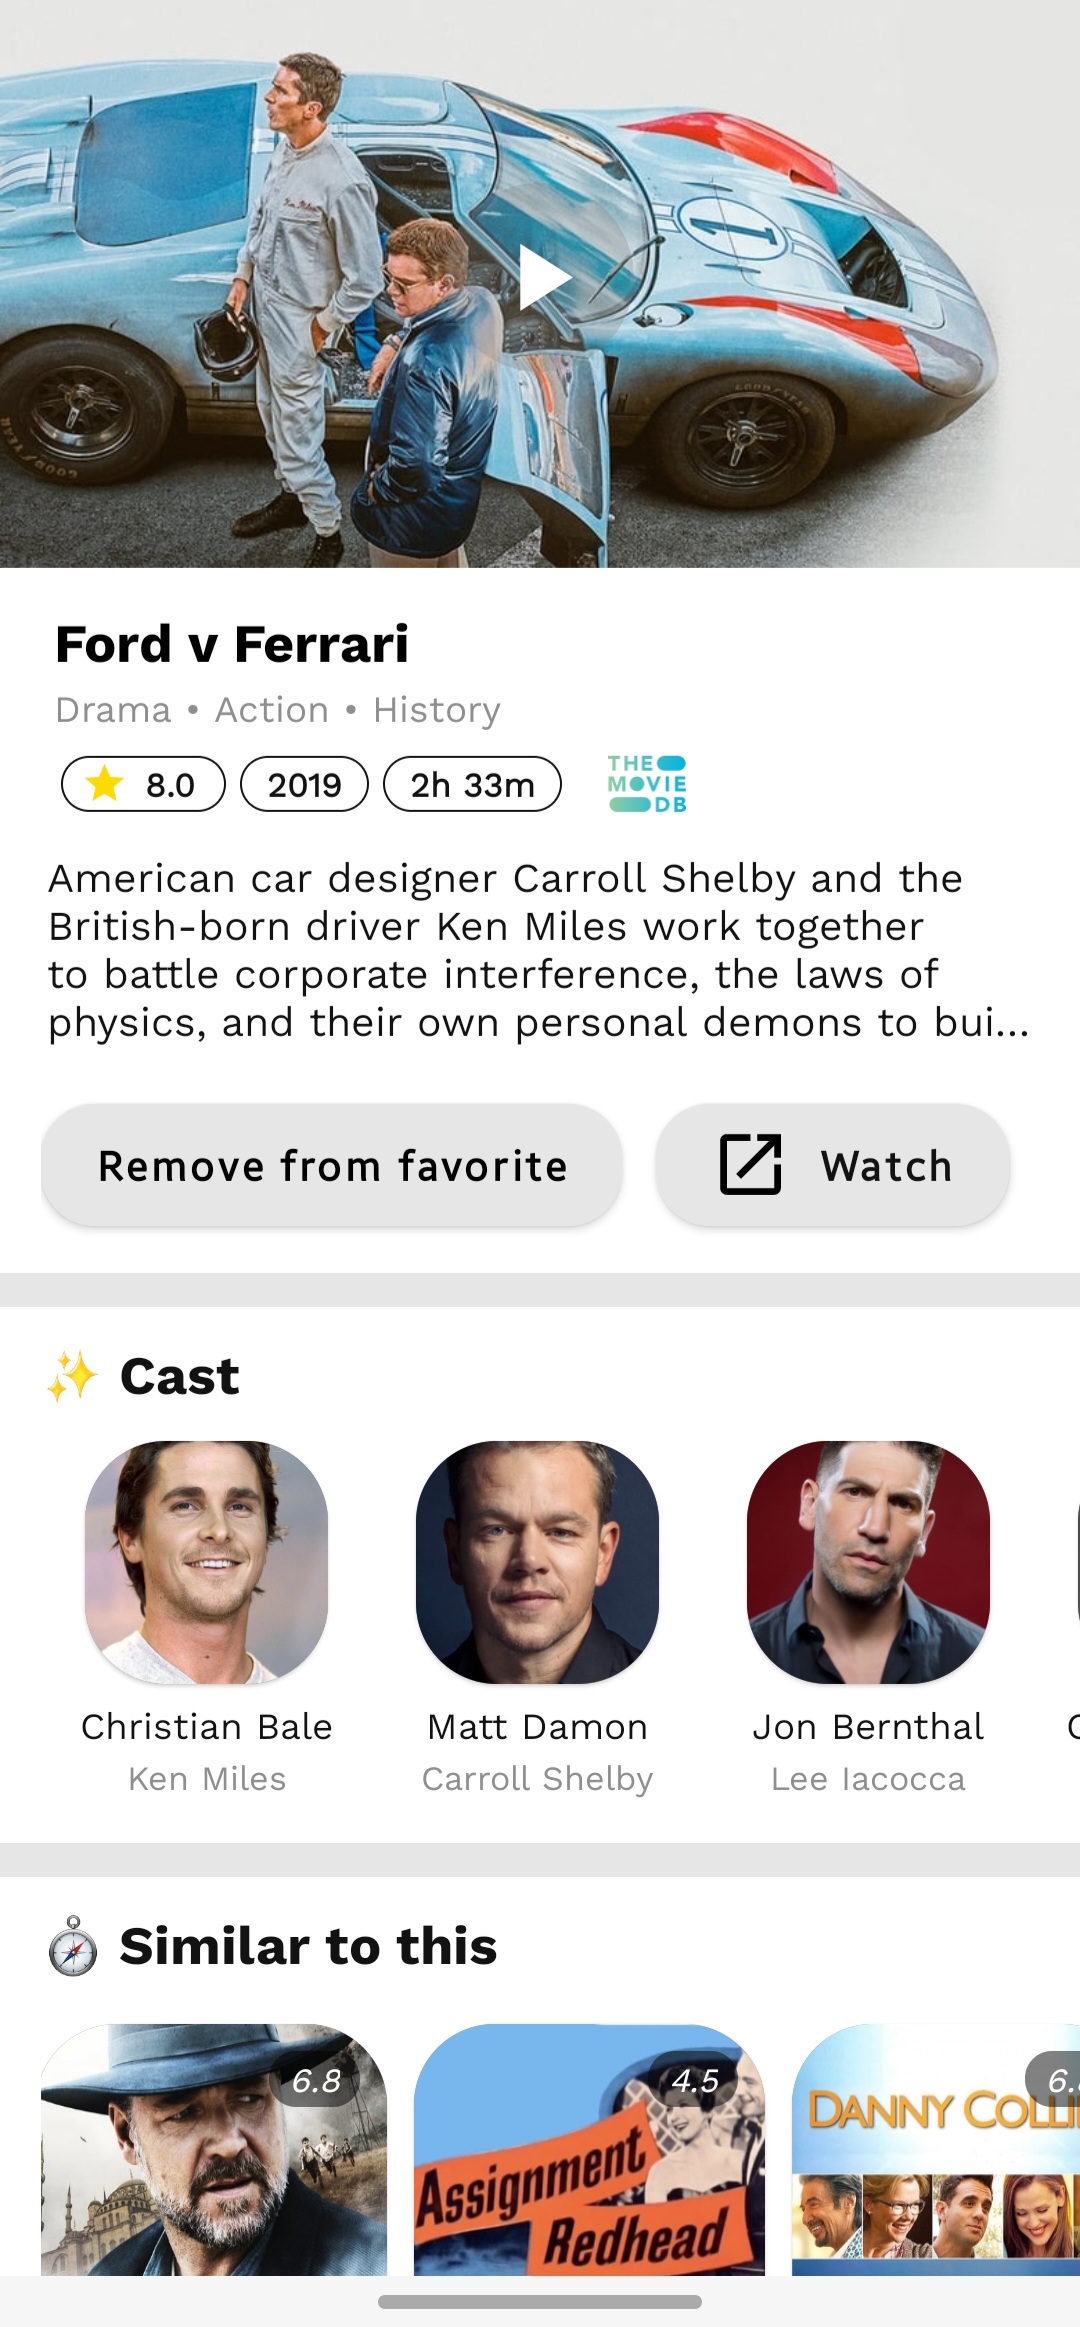 1
GOOD YEAR
Ford v Ferrari
Drama • Action • History
8.0
2019
2h 33m
THE
MOVIE
DB
American car designer Carroll Shelby and the
British-born driver Ken Miles work together
to battle corporate interference, the laws of
physics, and their own personal demons to bui...
Remove from favorite
Watch
Cast
Christian Bale
Matt Damon
Jon Bernthal
Ken Miles
Carroll Shelby
Lee Iacocca
Similar to this
6.8
4.5
Assignment
Redhead
DANNY